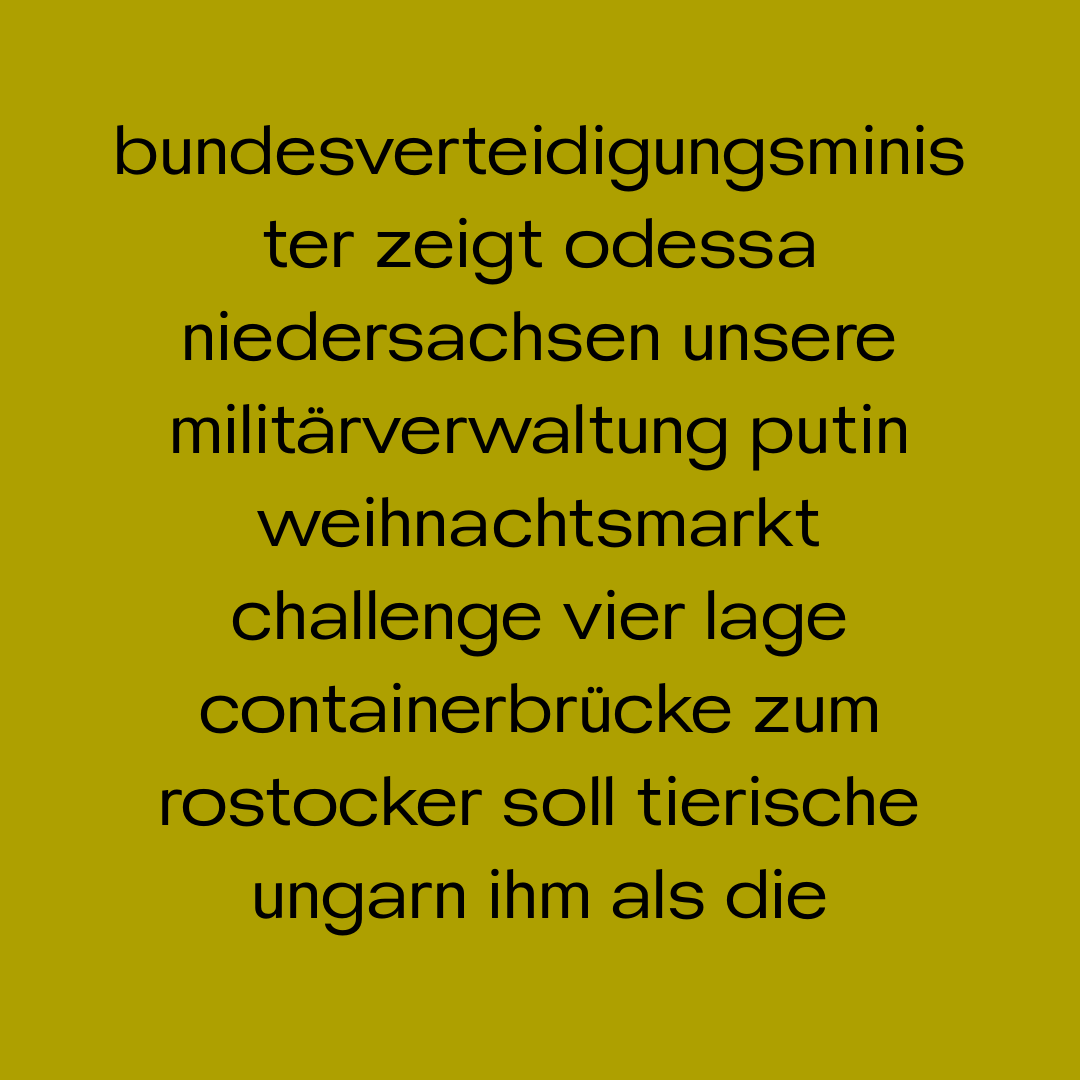 bundesverteidigungsminis
ter zeigt odessa
niedersachsen unsere
militärverwaltung putin
weihnachtsmarkt
challenge vier lage
containerbrücke zum
rostocker soll tierische
ungarn ihm als die